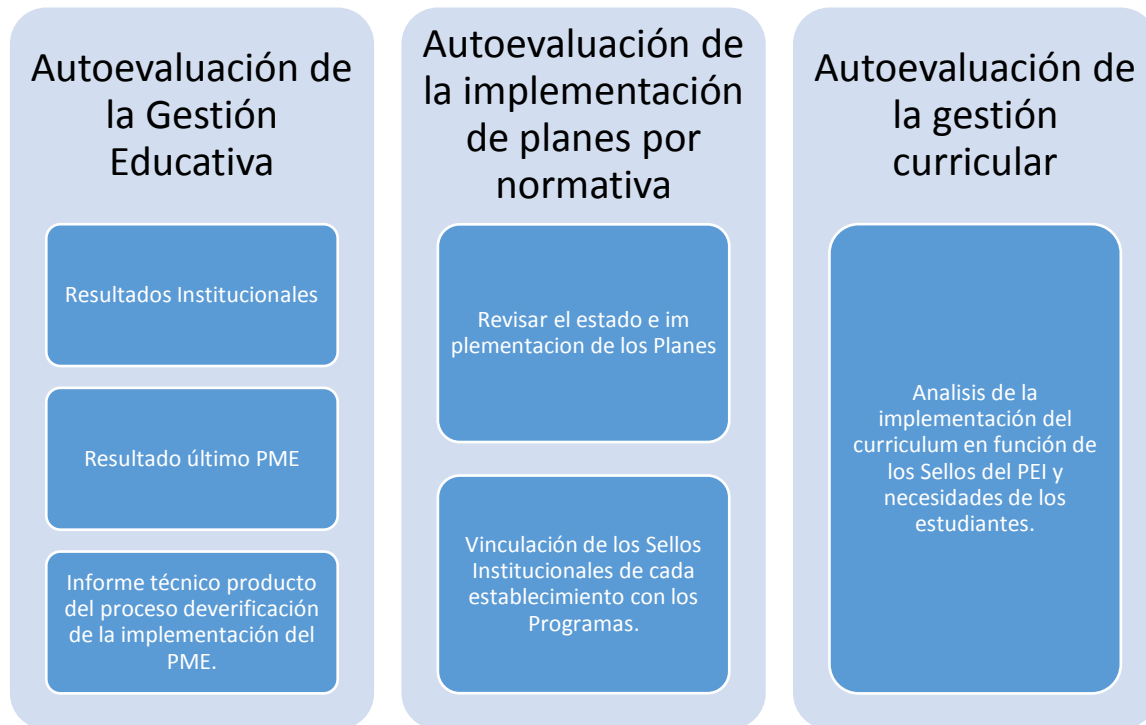 Autoevaluación de
la Gestión
Educativa
Resultados Institucionales
Resultado último PME
Informe técnico producto
del proceso deverificación
de la implementación del
PME.
Autoevaluación de
la implementación
de planes por
normativa
Revisar el estado e im
plementacion de los Planes
Vinculación de los Sellos
Institucionales de cada
establecimiento con los
Programas.
Autoevaluación de
la gestión
curricular
Analisis de la
implementación del
curriculum en función de
los Sellos del PEI y
necesidades de los
estudiantes.